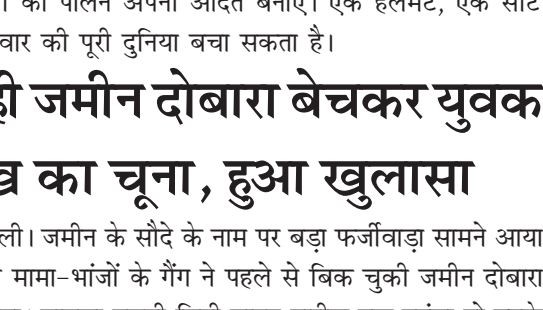 का पालन अपनी आदत बनाएं। एक हेलमेट, एक सीट
की पूरी दुनिया बचा सकता है।
जमीन दोबारा बेचकर युवक
का चूना, हुआ खुलासा
जमीन के सौदे के नाम पर बड़ा फर्जीवाड़ा सामने आया
मामा-भांजों के गैंग ने पहले से बिक चुकी जमीन दोबारा